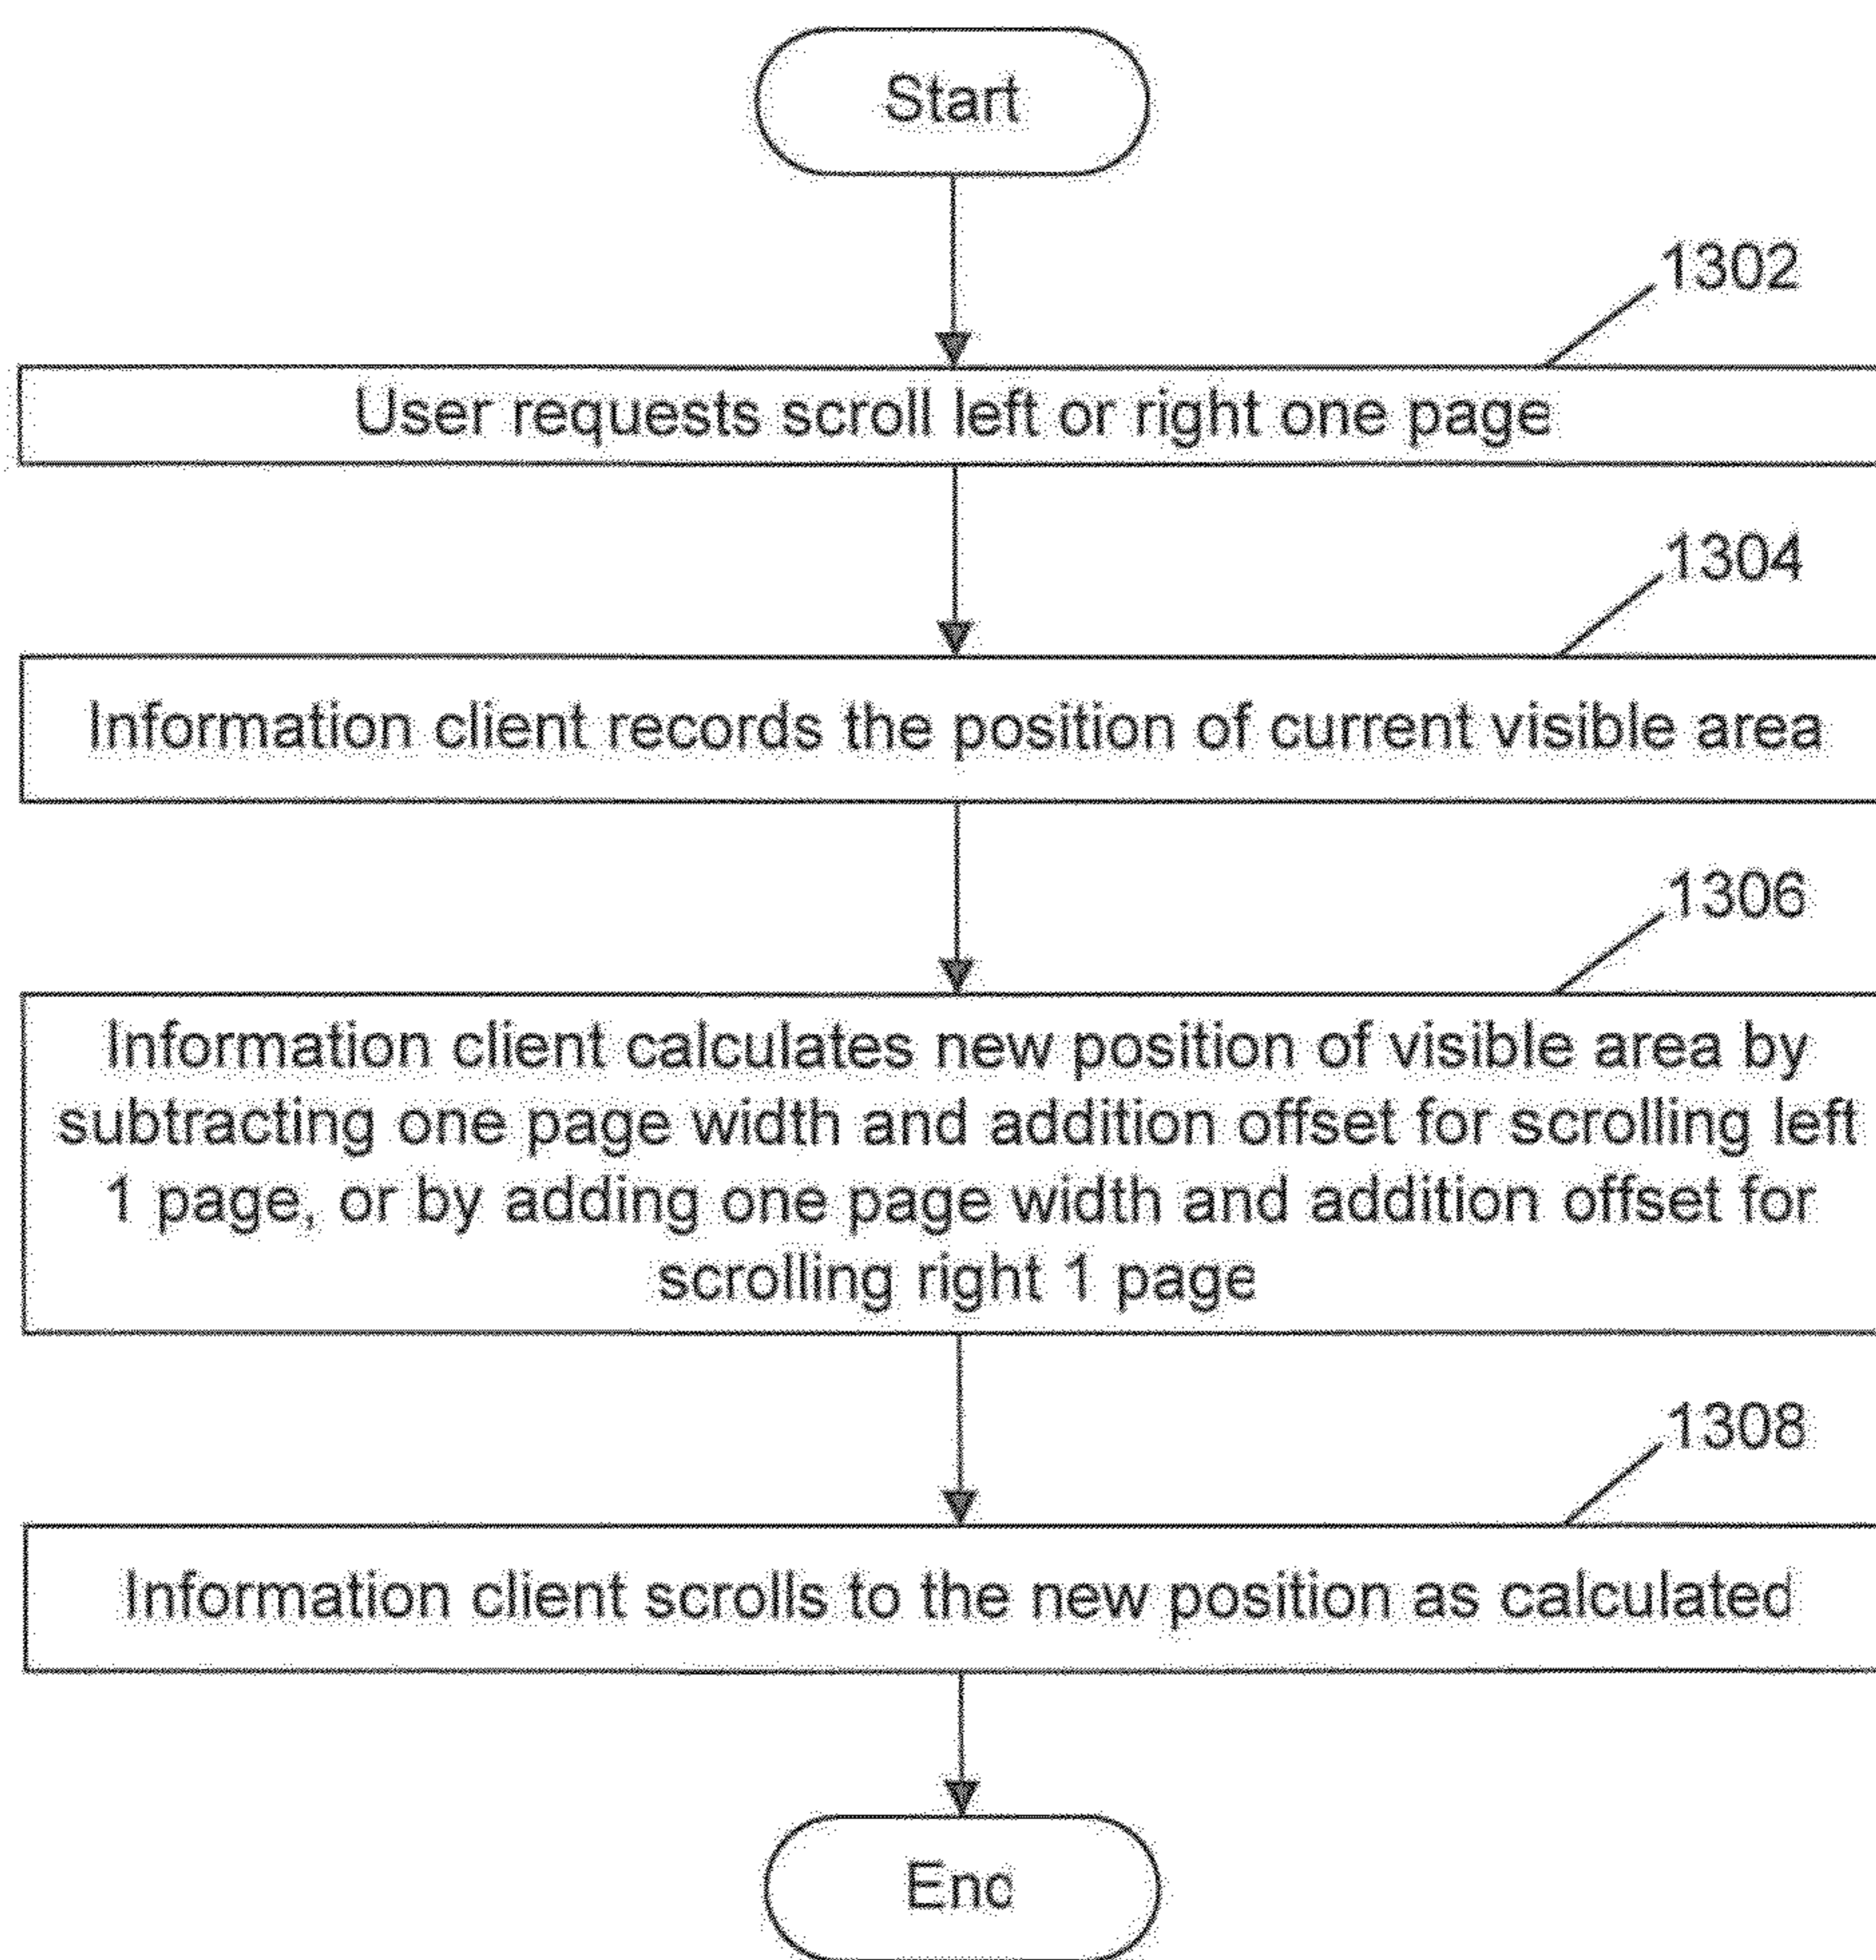 Start
1302
User requests scroll left or right one page
1304
Information client records the position of current visible area
1306
Information client calculates new position of visible area by
subtracting one page width and addition offset for scrolling left
1 page, or by adding one page width and addition offset for
scrolling right 1 page
1308
Information client scrolls to the new position as calculated
End